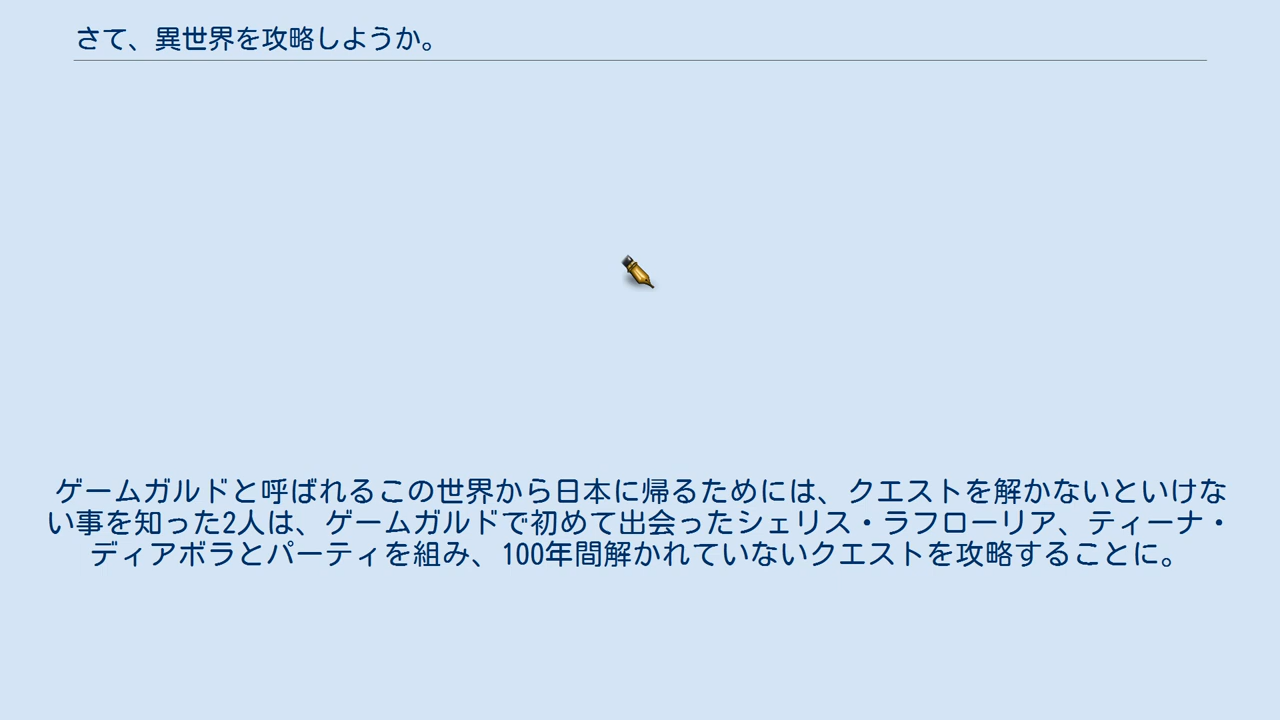 さて、異世界を攻略しようか。
ゲームガルドと呼ばれるこの世界から日本に帰るためには、クエストを解かないといけな
い事を知った2人は、ゲームガルドで初めて出会ったシェリス・ラフローリア、ティーナ・
ディアボラとパーティを組み、100年間解かれていないクエストを攻略することに。